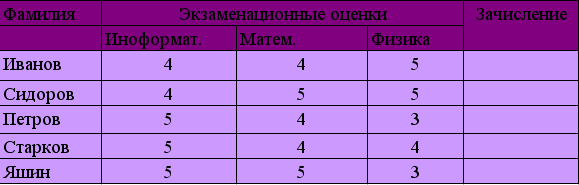 Фамилия Экзаменационные оценки Зачисление
Иноформат. Матем. Физика
Иванов 4 4 5
Сидоров 4 5 5
Петров 5 4 3
Старков 5 4 4
Яшин 5 5 3